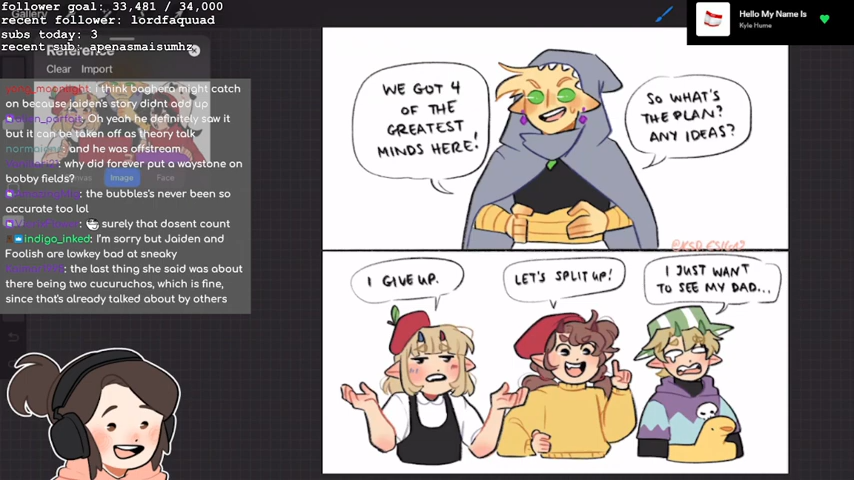 follower goal: 33,481 / 34,000
recent follower: lordfaquuad
subs today: 3
recent sub: apenasmaisumhz
Gallery
Reference
Clear Import
Canvas Image Face
i think baghera might catch
on because jaiden's story didnt add up
Oh yeah he definitely saw it
but it can be taken off as theory talk
and he was offstream
why did forever put a waystone on
bobby fields?
the bubbles's never been so
accurate too lol
surely that dosent count
indigo_inked: I'm sorry but Jaiden and
Foolish are lowkey bad at sneaky
the last thing she said was about
there being two cucuruchos, which is fine,
since that's already talked about by others
Hello My Name Is
Kyle Hume
WE GOT 4
OF THE
GREATEST
MINDS HERE!
SO WHAT'S
THE PLAN?
ANY IDEAS?
I GIVE UP.
LET'S SPLIT UP!
I JUST WANT
TO SEE MY DAD...